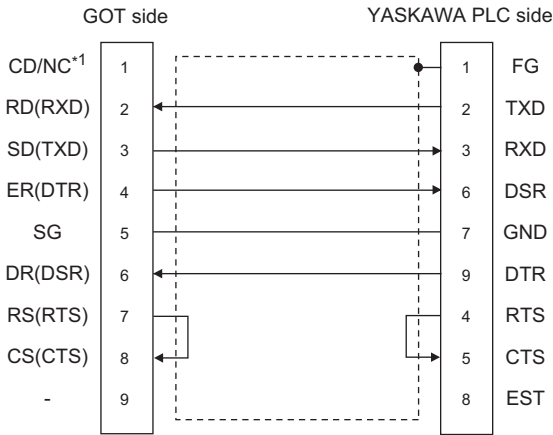 GOT side YASKAWA PLC side
CD/NC*1 1 1 FG
RD(RXD) 2 2 TXD
SD(TXD) 3 3 RXD
ER(DTR) 4 6 DSR
SG 5 7 GND
DR(DSR) 6 9 DTR
RS(RTS) 7 4 RTS
CS(CTS) 8 5 CTS
- 9 8 EST